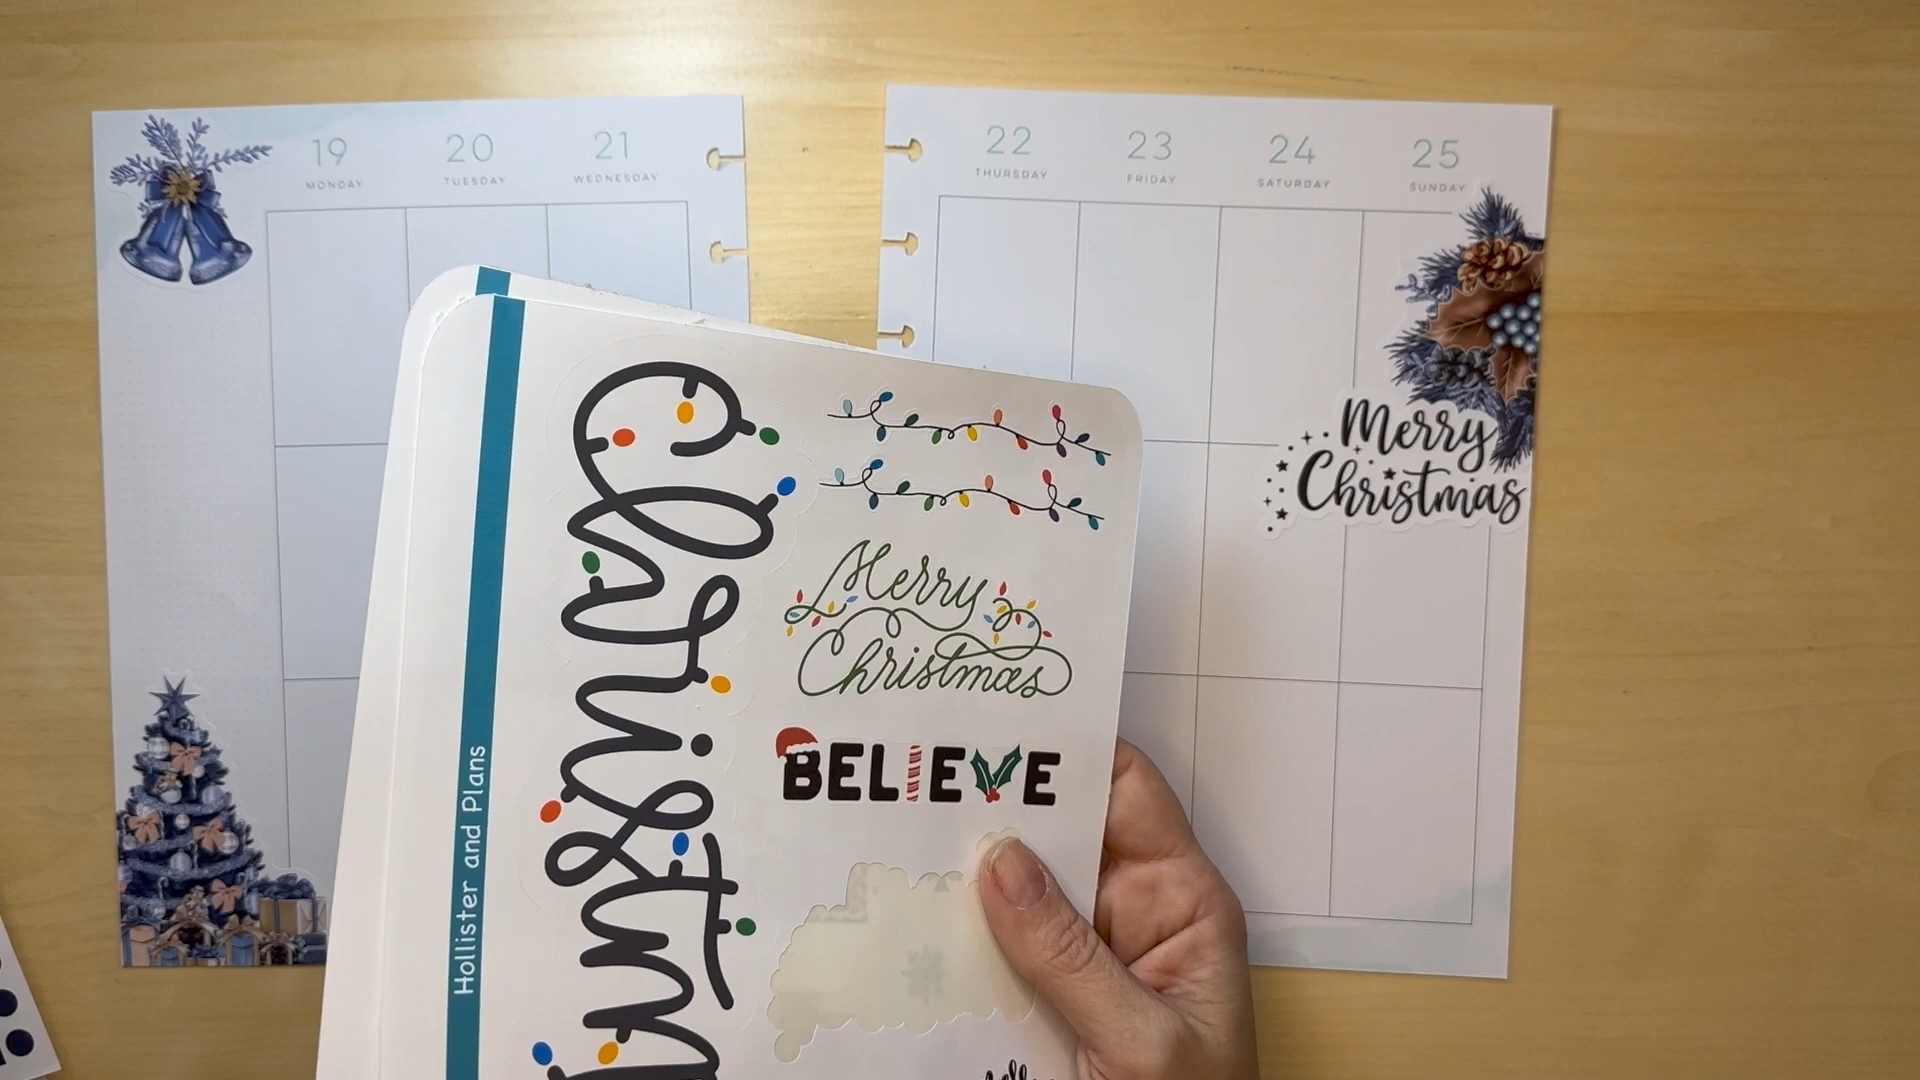 19 20 21
MONDAY TUESDAY WEDNESDAY
22 23 24 25
THURSDAY FRIDAY SATURDAY SUNDAY
Merry
Christmas
Hollister and Plans
Merry
Christmas
BELIEVE